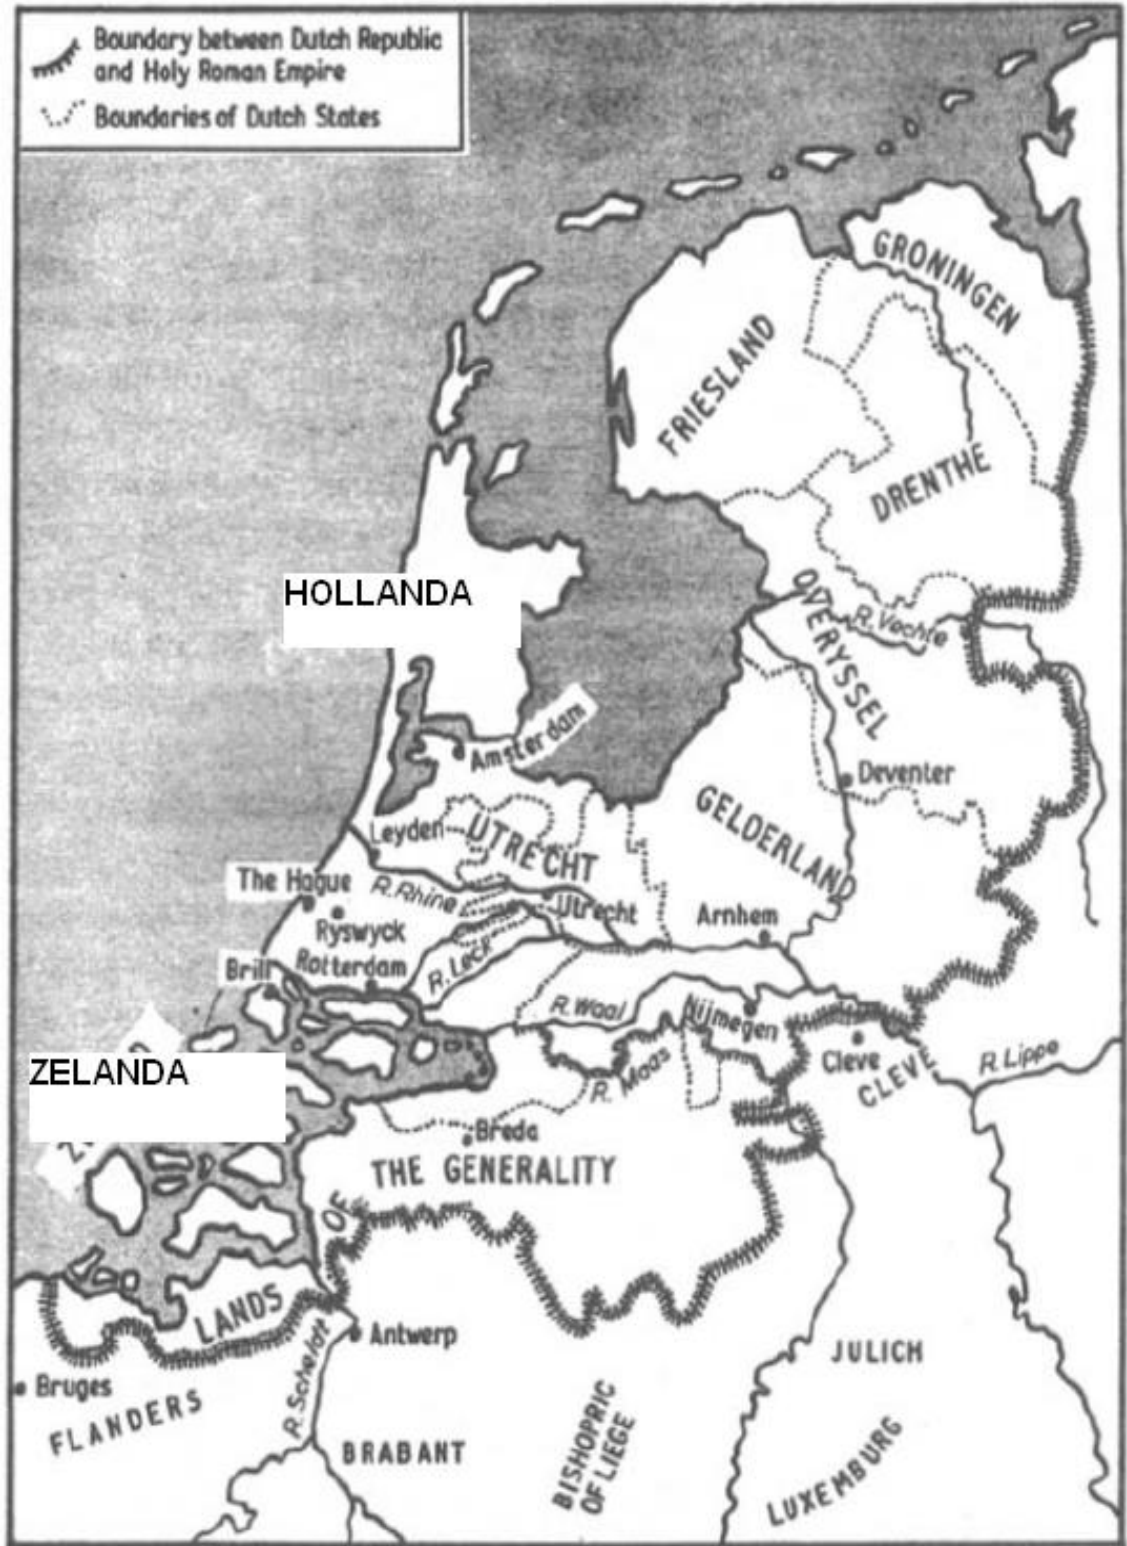 Boundary between Dutch Republic
and Holy Roman Empire
Boundaries of Dutch States
GRONINGEN
FRIESLAND
DRENTHE
HOLLANDA
OVERYSSEL
R. Vechte
Amsterdam
Deventer
GELDERLAND
Leyden
UTRECHT
The Hague
R. Rhine
Utrecht
Arnhem
Ryswyck
Brill
Rotterdam
R. Leck
R. Waal
Nijmegen
Cleve
CLEVE
R. Lippe
ZELANDA
R. Maas
Breda
THE GENERALITY
OF
LANDS
Antwerp
R. Scheldt
JULICH
Bruges
FLANDERS
BRABANT
BISHOPRIC
OF LIEGE
LUXEMBURG